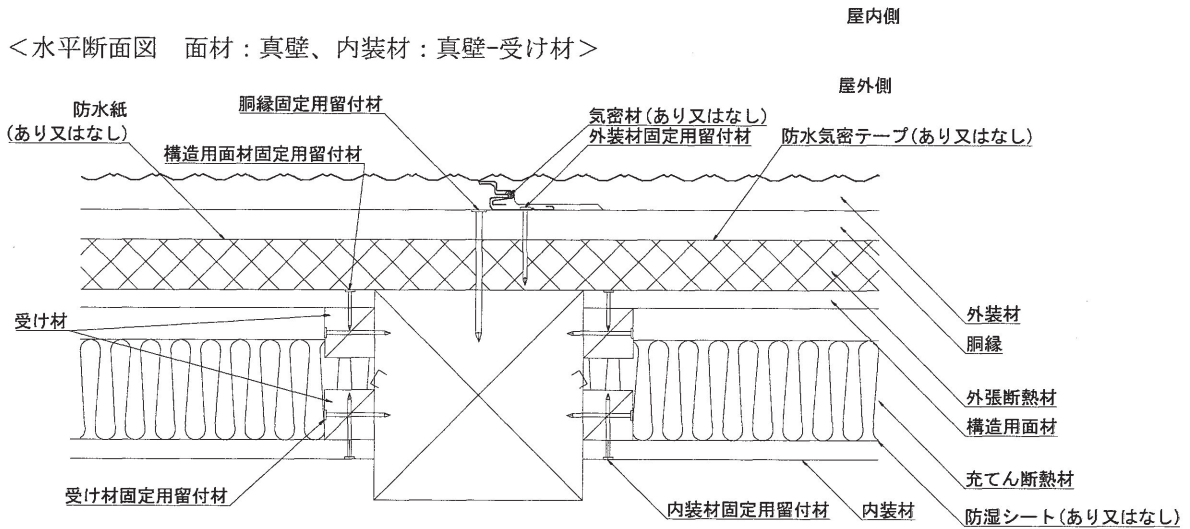 屋内側
＜水平断面図　面材：真壁、内装材：真壁-受け材＞
屋外側
防水紙
(あり又はなし)
胴縁固定用留付材
構造用面材固定用留付材
気密材(あり又はなし)
外装材固定用留付材
防水気密テープ(あり又はなし)
受け材
外装材
胴縁
外張断熱材
構造用面材
充てん断熱材
受け材固定用留付材
内装材固定用留付材
内装材
防湿シート(あり又はなし)